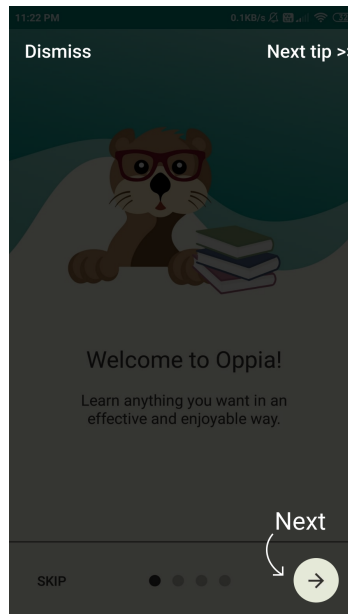 11:22 PM 0.1KB/s
Dismiss
Next tip >
Welcome to Oppia!
Learn anything you want in an
effective and enjoyable way.
Next
SKIP